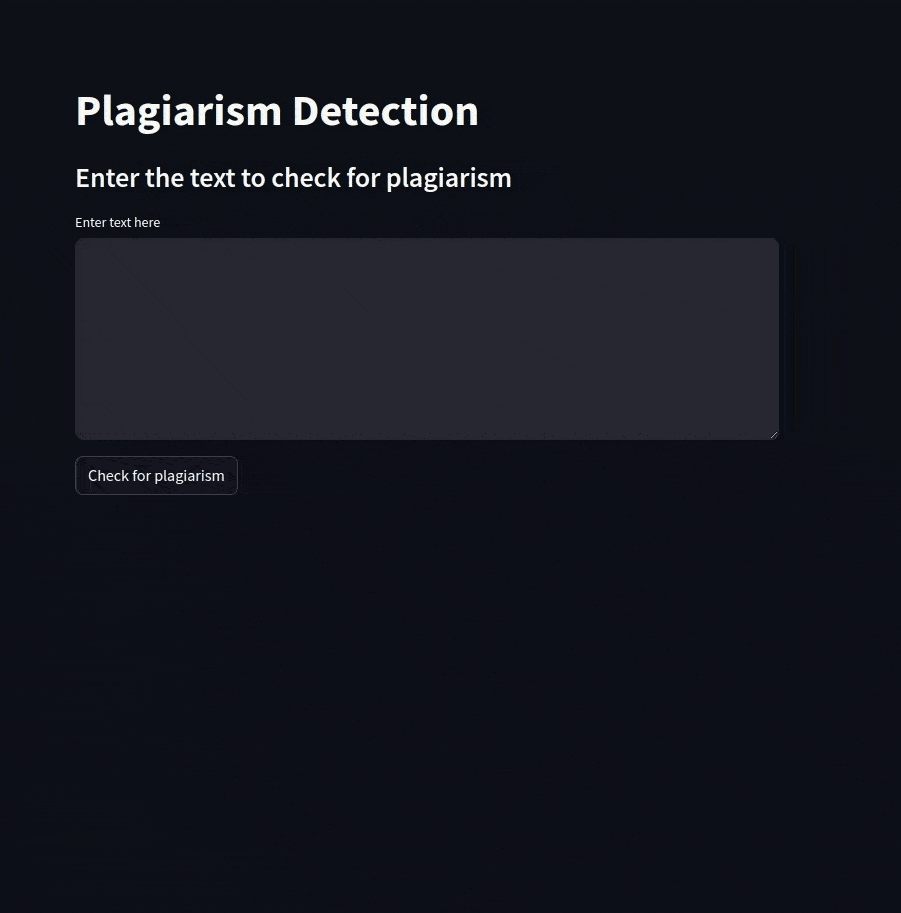 Plagiarism Detection
Enter the text to check for plagiarism
Enter text here
Check for plagiarism